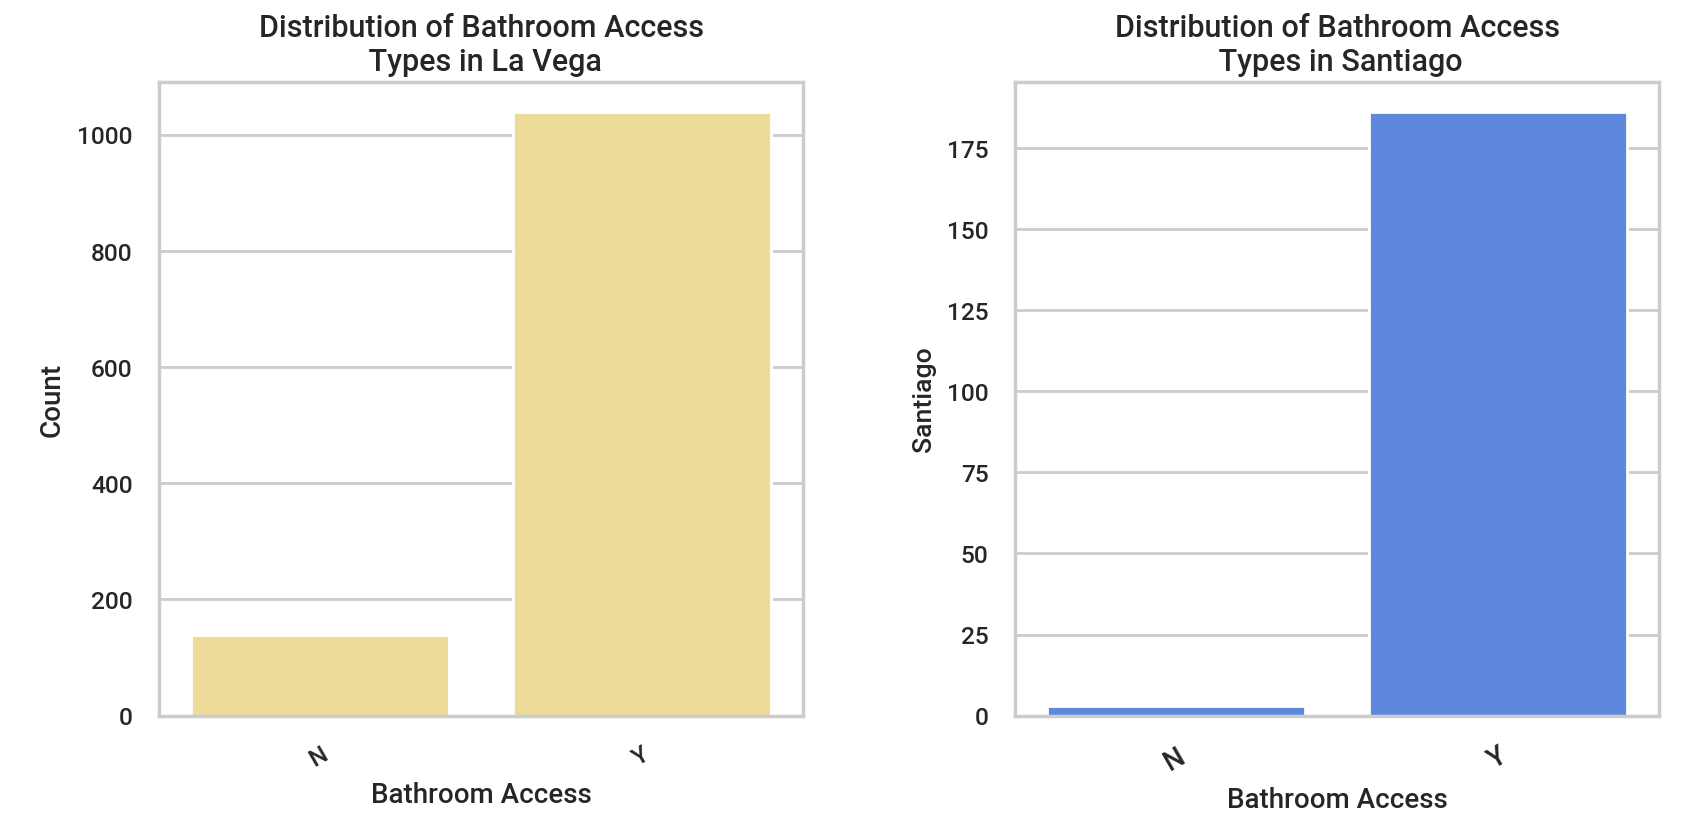 Distribution of Bathroom Access
Types in La Vega
1000
800
600
400
200
0
Count
N
Y
Bathroom Access
Distribution of Bathroom Access
Types in Santiago
175
150
125
100
75
50
25
0
Santiago
N
Y
Bathroom Access